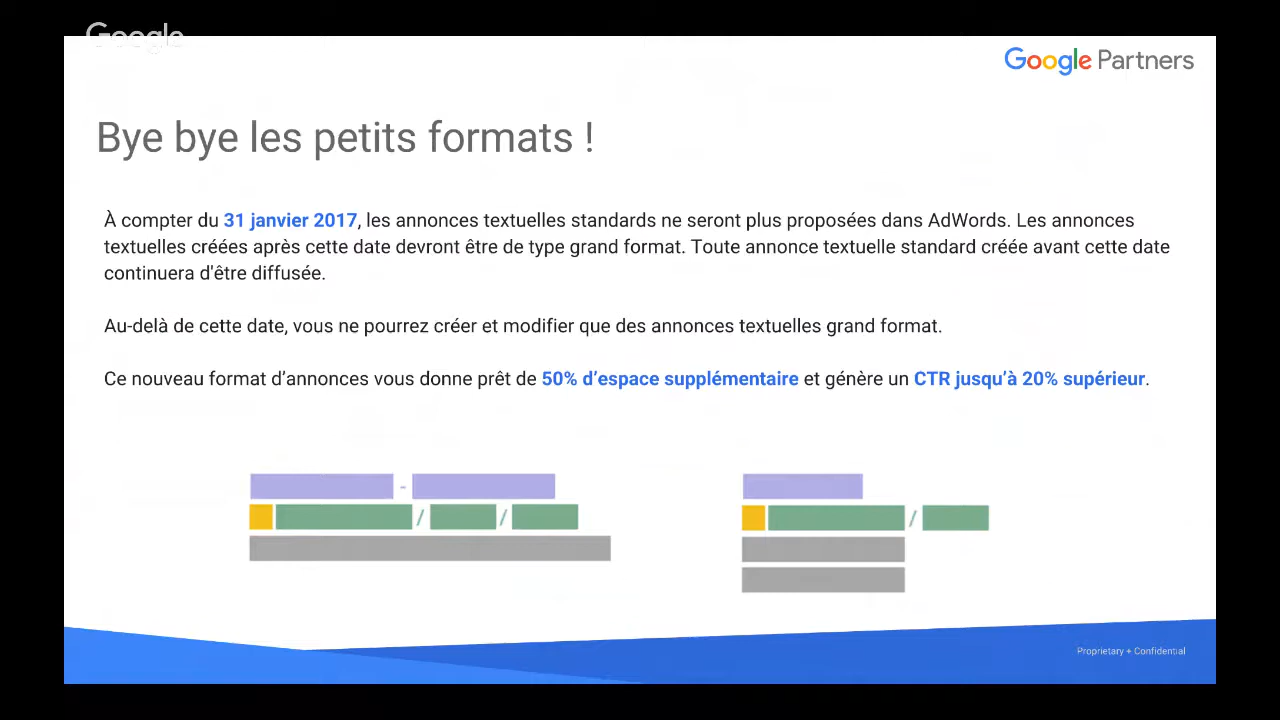 Google
Google Partners
Bye bye les petits formats !
À compter du 31 janvier 2017, les annonces textuelles standards ne seront plus proposées dans AdWords. Les annonces
textuelles créées après cette date devront être de type grand format. Toute annonce textuelle standard créée avant cette date
continuera d'être diffusée.
Au-delà de cette date, vous ne pourrez créer et modifier que des annonces textuelles grand format.
Ce nouveau format d’annonces vous donne prêt de 50% d’espace supplémentaire et génère un CTR jusqu’à 20% supérieur.
- 
/ /
/
Proprietary + Confidential